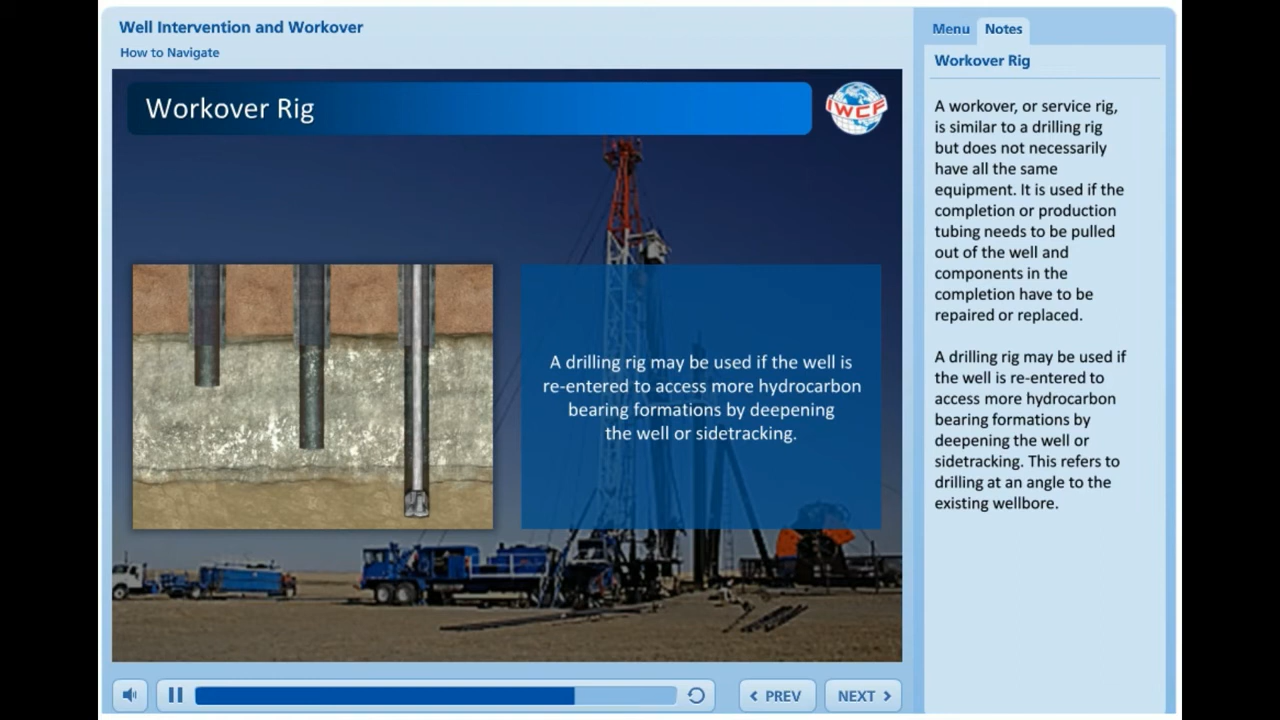 Well Intervention and Workover
How to Navigate
Workover Rig
IWCF
A drilling rig may be used if the well is
re-entered to access more hydrocarbon
bearing formations by deepening
the well or sidetracking.
PREV
NEXT
Menu
Notes
Workover Rig
A workover, or service rig,
is similar to a drilling rig
but does not necessarily
have all the same
equipment. It is used if the
completion or production
tubing needs to be pulled
out of the well and
components in the
completion have to be
repaired or replaced.
A drilling rig may be used if
the well is re-entered to
access more hydrocarbon
bearing formations by
deepening the well or
sidetracking. This refers to
drilling at an angle to the
existing wellbore.